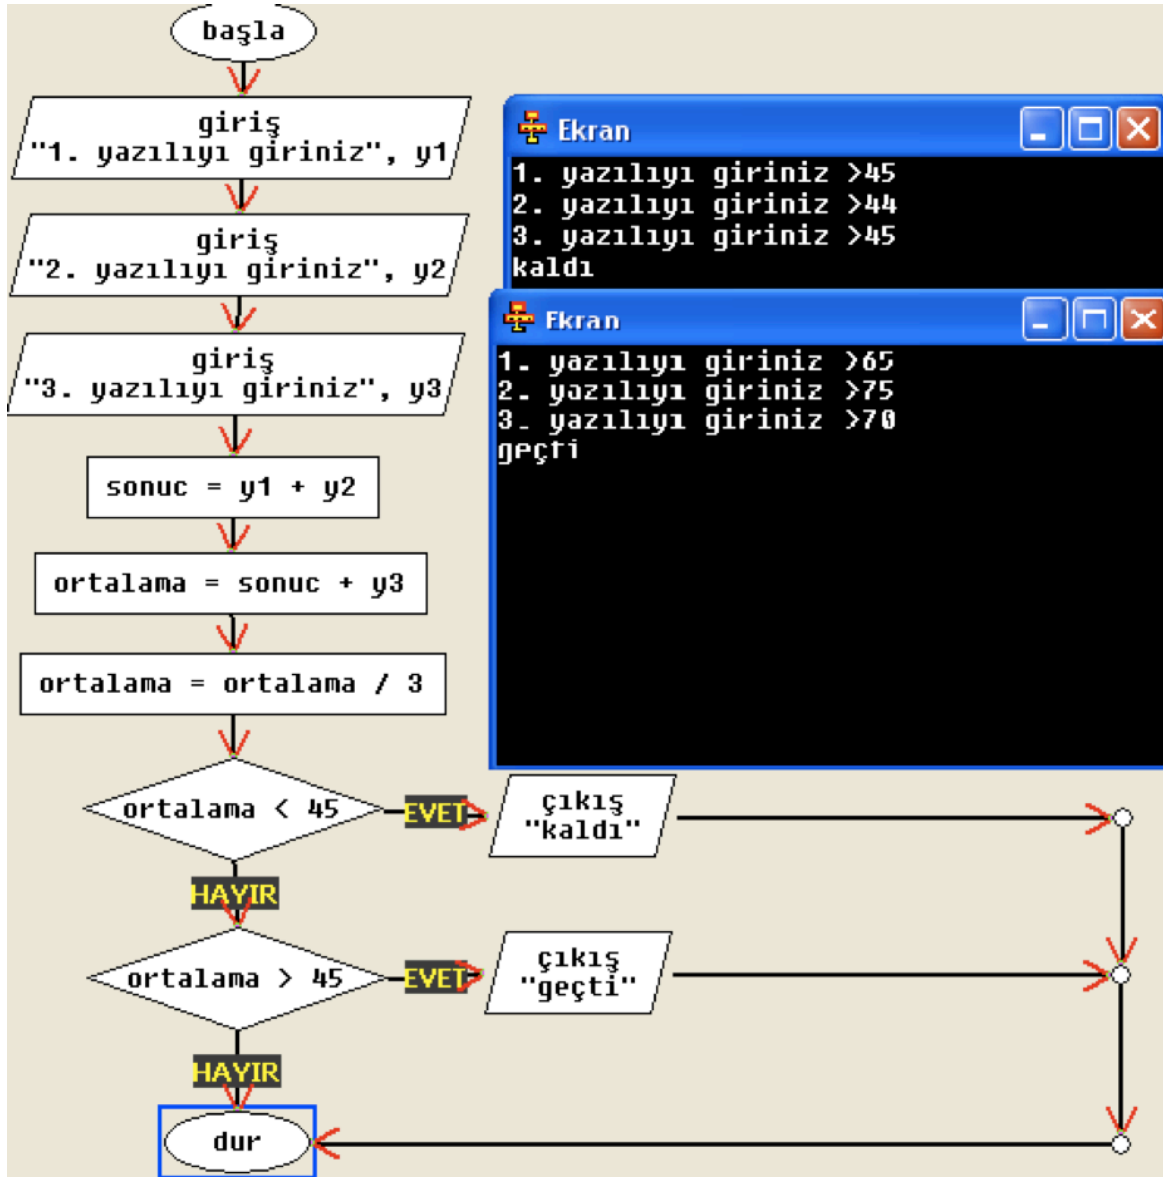 başla
giriş
"1. yazılıyı giriniz", y1
giriş
"2. yazılıyı giriniz", y2
giriş
"3. yazılıyı giriniz", y3
sonuc = y1 + y2
ortalama = sonuc + y3
ortalama = ortalama / 3
ortalama < 45
EVET
çıkış
"kaldı"
HAYIR
ortalama > 45
EVET
çıkış
"geçti"
HAYIR
dur
Ekran
1. yazılıyı giriniz >45
2. yazılıyı giriniz >44
3. yazılıyı giriniz >45
kaldı
Ekran
1. yazılıyı giriniz >65
2. yazılıyı giriniz >75
3. yazılıyı giriniz >70
geçti